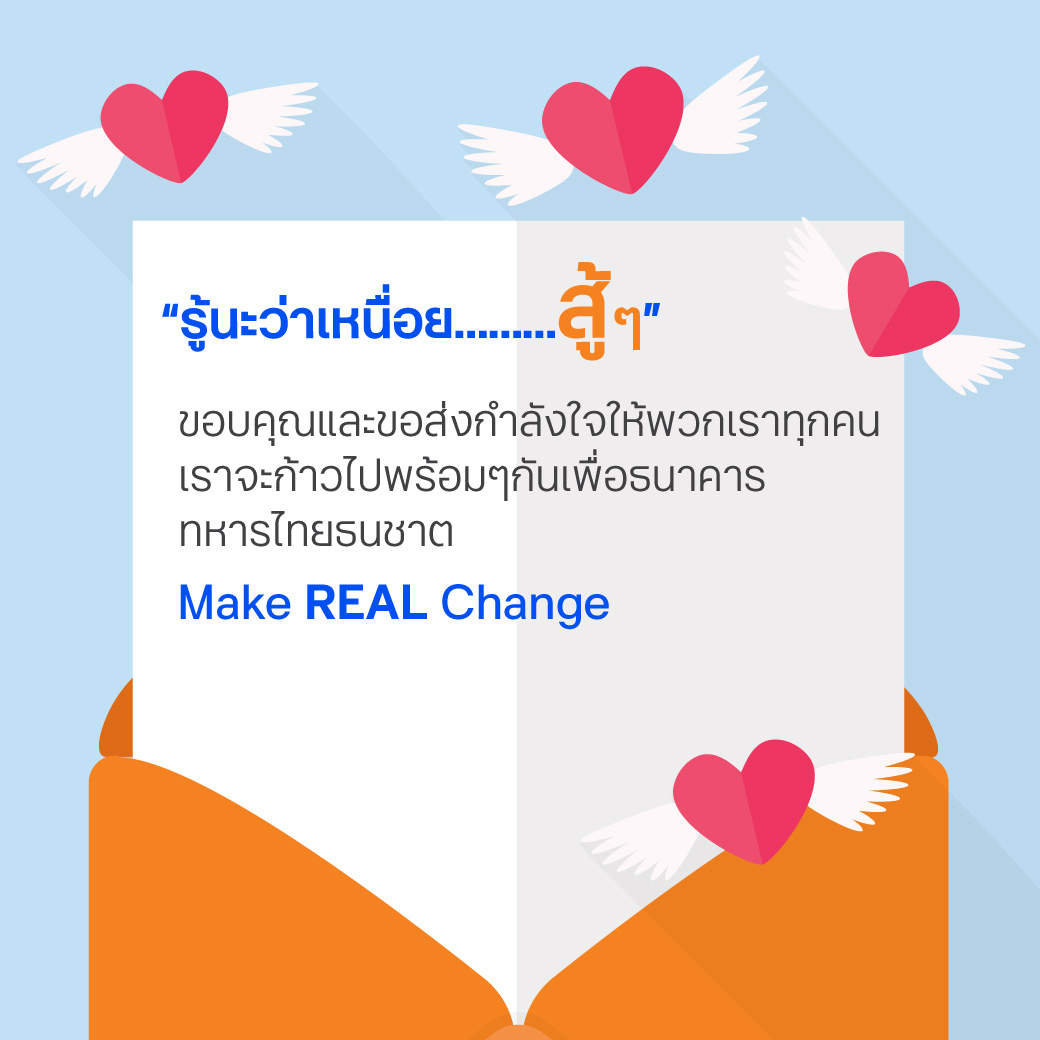 “รู้นะว่าเหนื่อย.........สู้ ๆ”
ขอบคุณและขอส่งกำลังใจให้พวกเราทุกคน
เราจะก้าวไปพร้อมๆกันเพื่อธนาคาร
ทหารไทยธนชาต
Make REAL Change